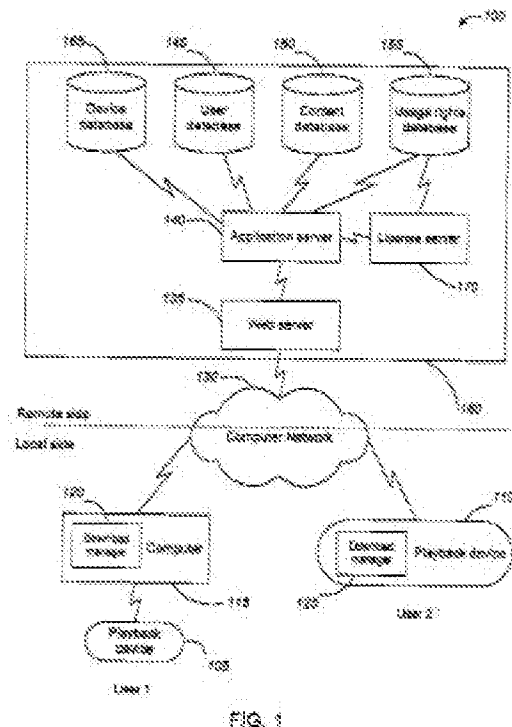 100
165 145 150 155
Device database
User database
Content database
Usage rights database
140
Application server
License server
170
135
Web server
130
160
Remote side
Local side
Computer Network
120
Download manager
Computer
115
110
Download manager
Playback device
120
User 2
Playback device
105
User 1
FIG. 1